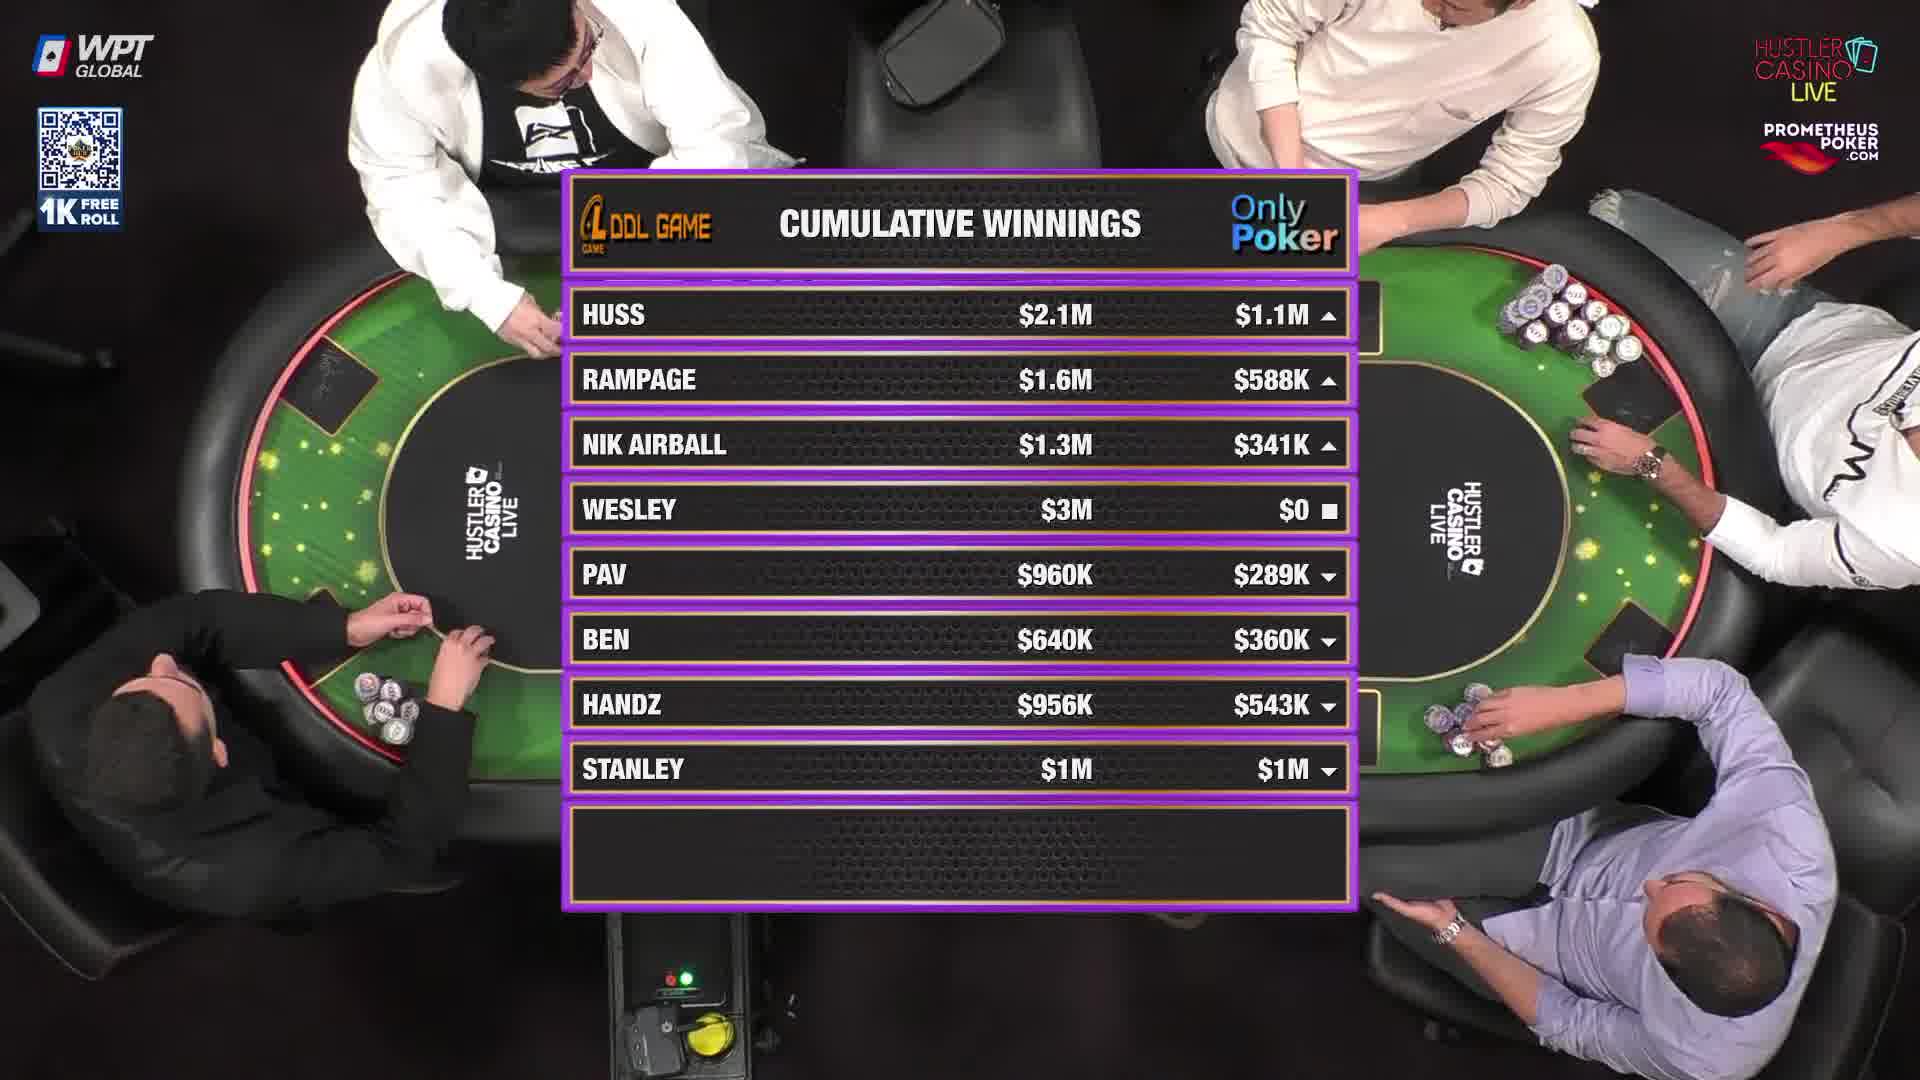 WPT
GLOBAL
1K FREE
ROLL
HUSTLER
CASINO
LIVE
PROMETHEUS
POKER
.COM
DDL GAME
GAME
CUMULATIVE WINNINGS
Only
Poker
HUSS $2.1M $1.1M
RAMPAGE $1.6M $588K
NIK AIRBALL $1.3M $341K
WESLEY $3M $0
PAV $960K $289K
BEN $640K $360K
HANDZ $956K $543K
STANLEY $1M $1M
HUSTLER
CASINO
LIVE
HUSTLER
CASINO
LIVE